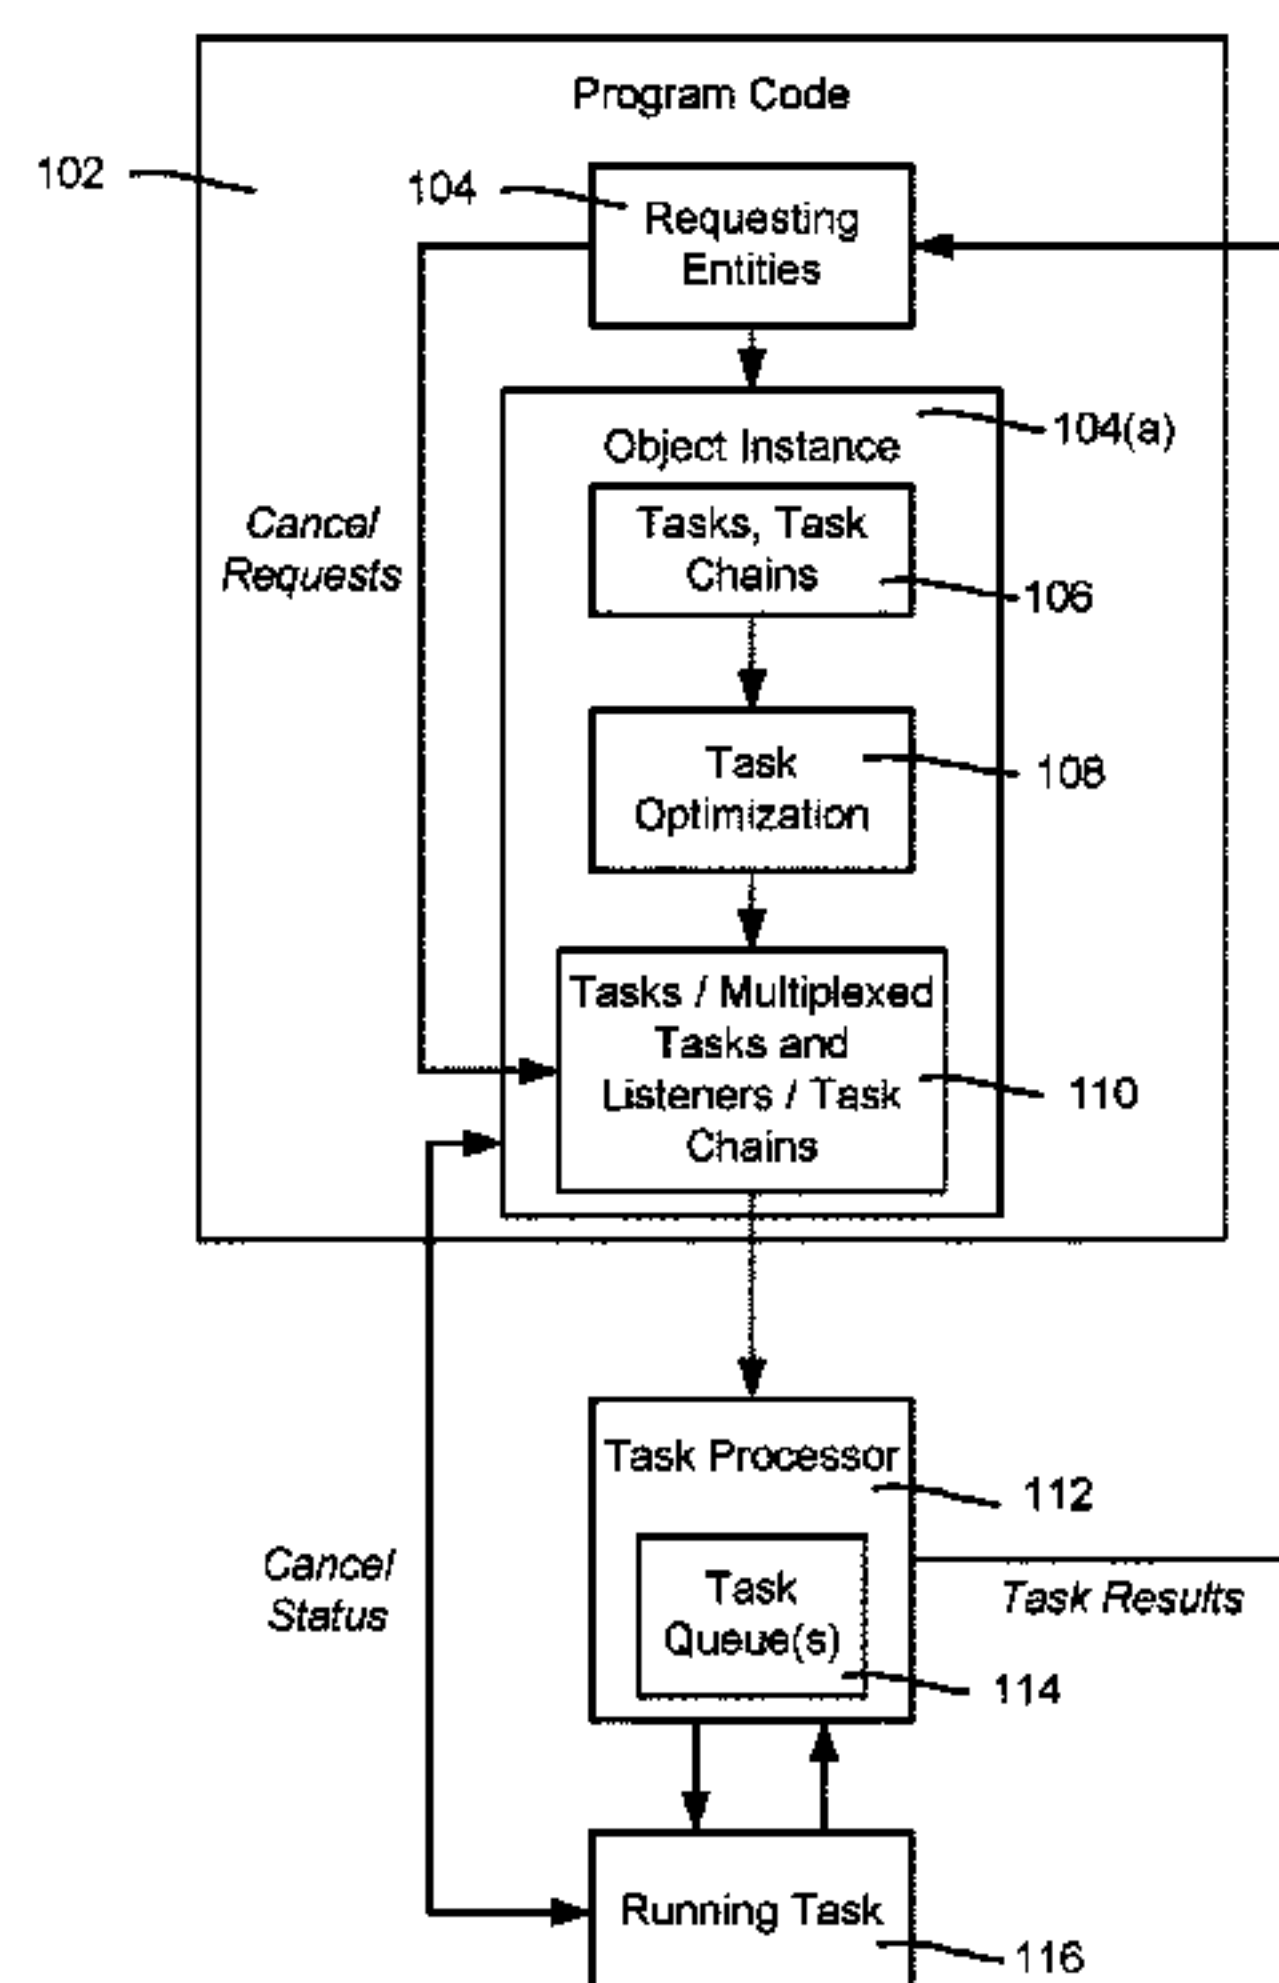 Program Code
102
104
Requesting
Entities
104(a)
Object Instance
Cancel
Requests
Tasks, Task
Chains
106
Task
Optimization
108
Tasks / Multiplexed
Tasks and
Listeners / Task
Chains
110
Task Processor
112
Cancel
Status
Task
Queue(s)
Task Results
114
Running Task
116